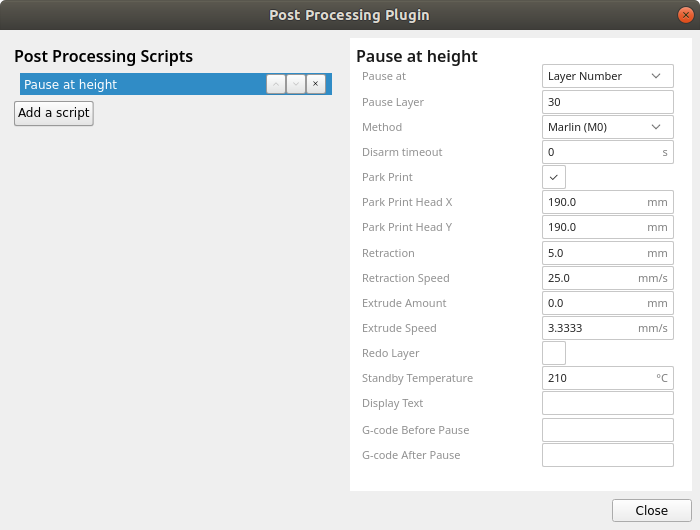 Post Processing Plugin
Post Processing Scripts
Pause at height
Add a script
Pause at height
Pause at Layer Number
Pause Layer 30
Method Marlin (M0)
Disarm timeout 0 s
Park Print
Park Print Head X 190.0 mm
Park Print Head Y 190.0 mm
Retraction 5.0 mm
Retraction Speed 25.0 mm/s
Extrude Amount 0.0 mm
Extrude Speed 3.3333 mm/s
Redo Layer
Standby Temperature 210 °C
Display Text
G-code Before Pause
G-code After Pause
Close